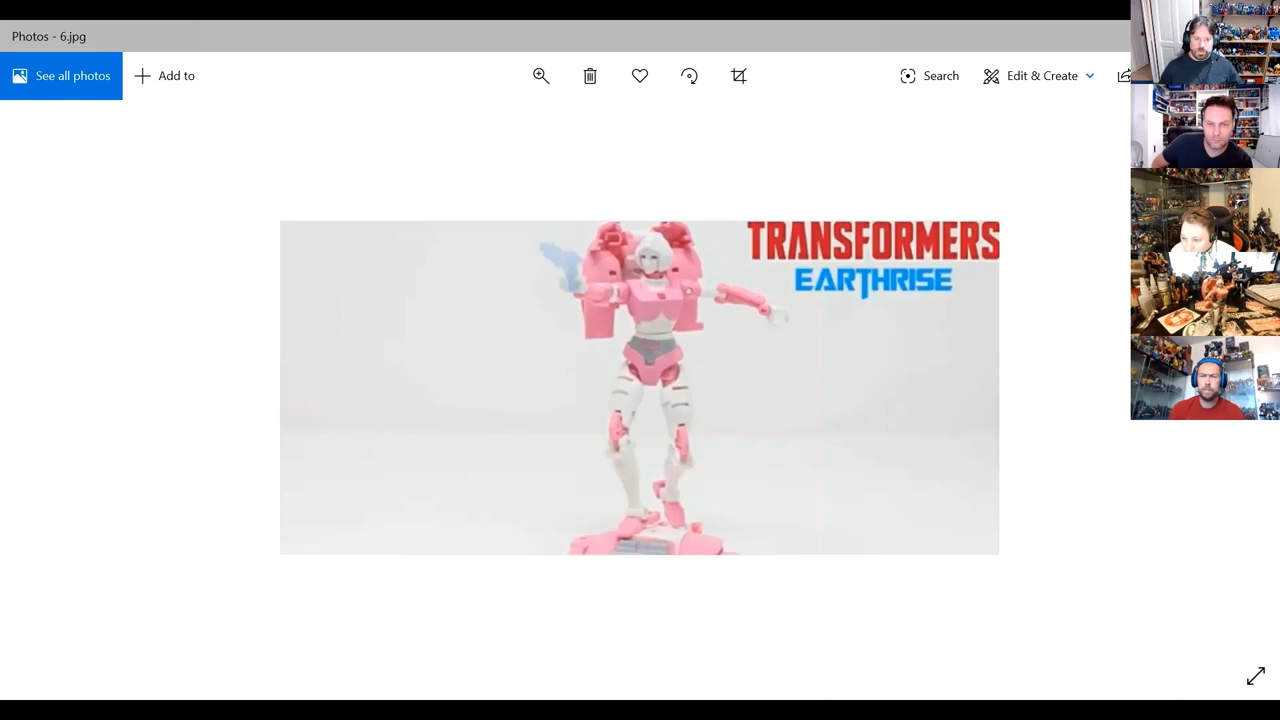 Photos - 6.jpg
See all photos
Add to
Search
Edit & Create
TRANSFORMERS
EARTHRISE